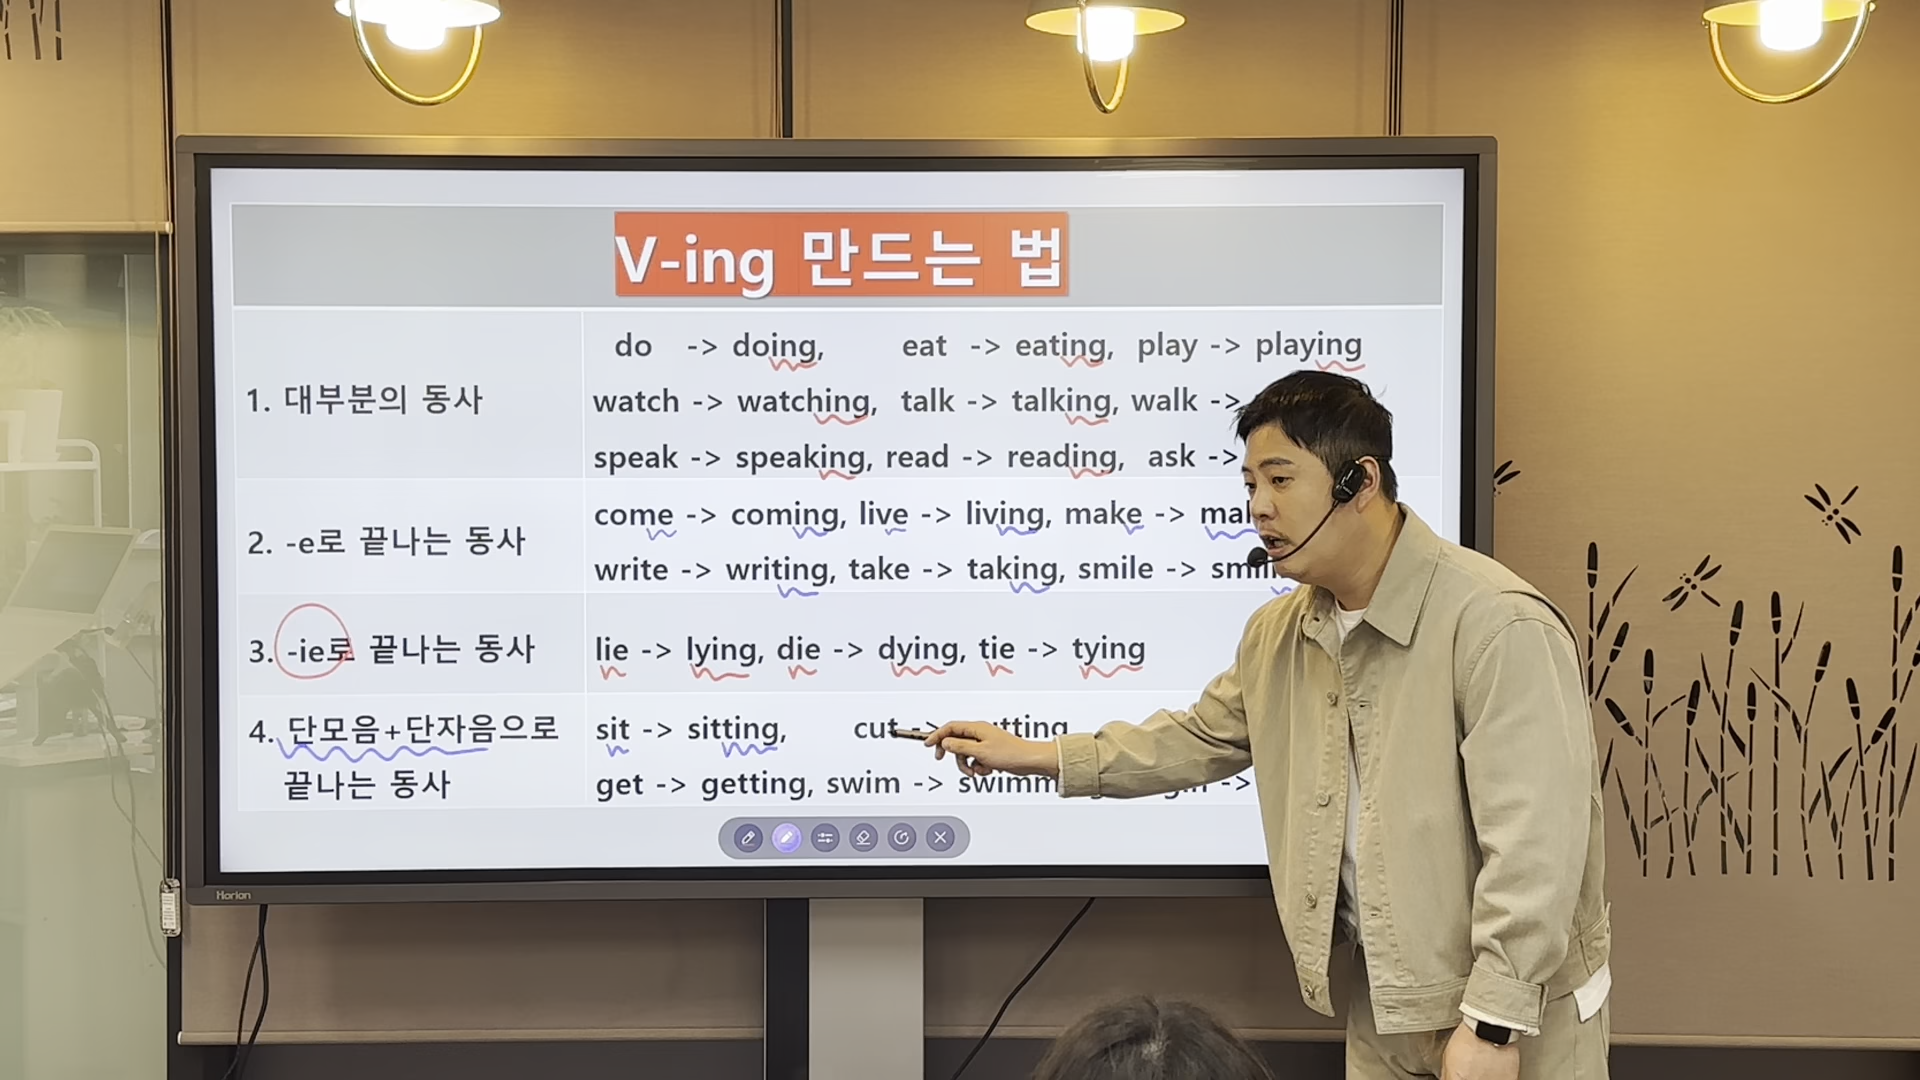 V-ing 만드는 법
1. 대부분의 동사
do -> doing, eat -> eating, play -> playing
watch -> watching, talk -> talking, walk ->
speak -> speaking, read -> reading, ask ->
2. -e로 끝나는 동사
come -> coming, live -> living, make ->
write -> writing, take -> taking, smile ->
3. -ie로 끝나는 동사
lie -> lying, die -> dying, tie -> tying
4. 단모음+단자음으로
끝나는 동사
sit -> sitting, cut ->
get -> getting, swim ->
Horion